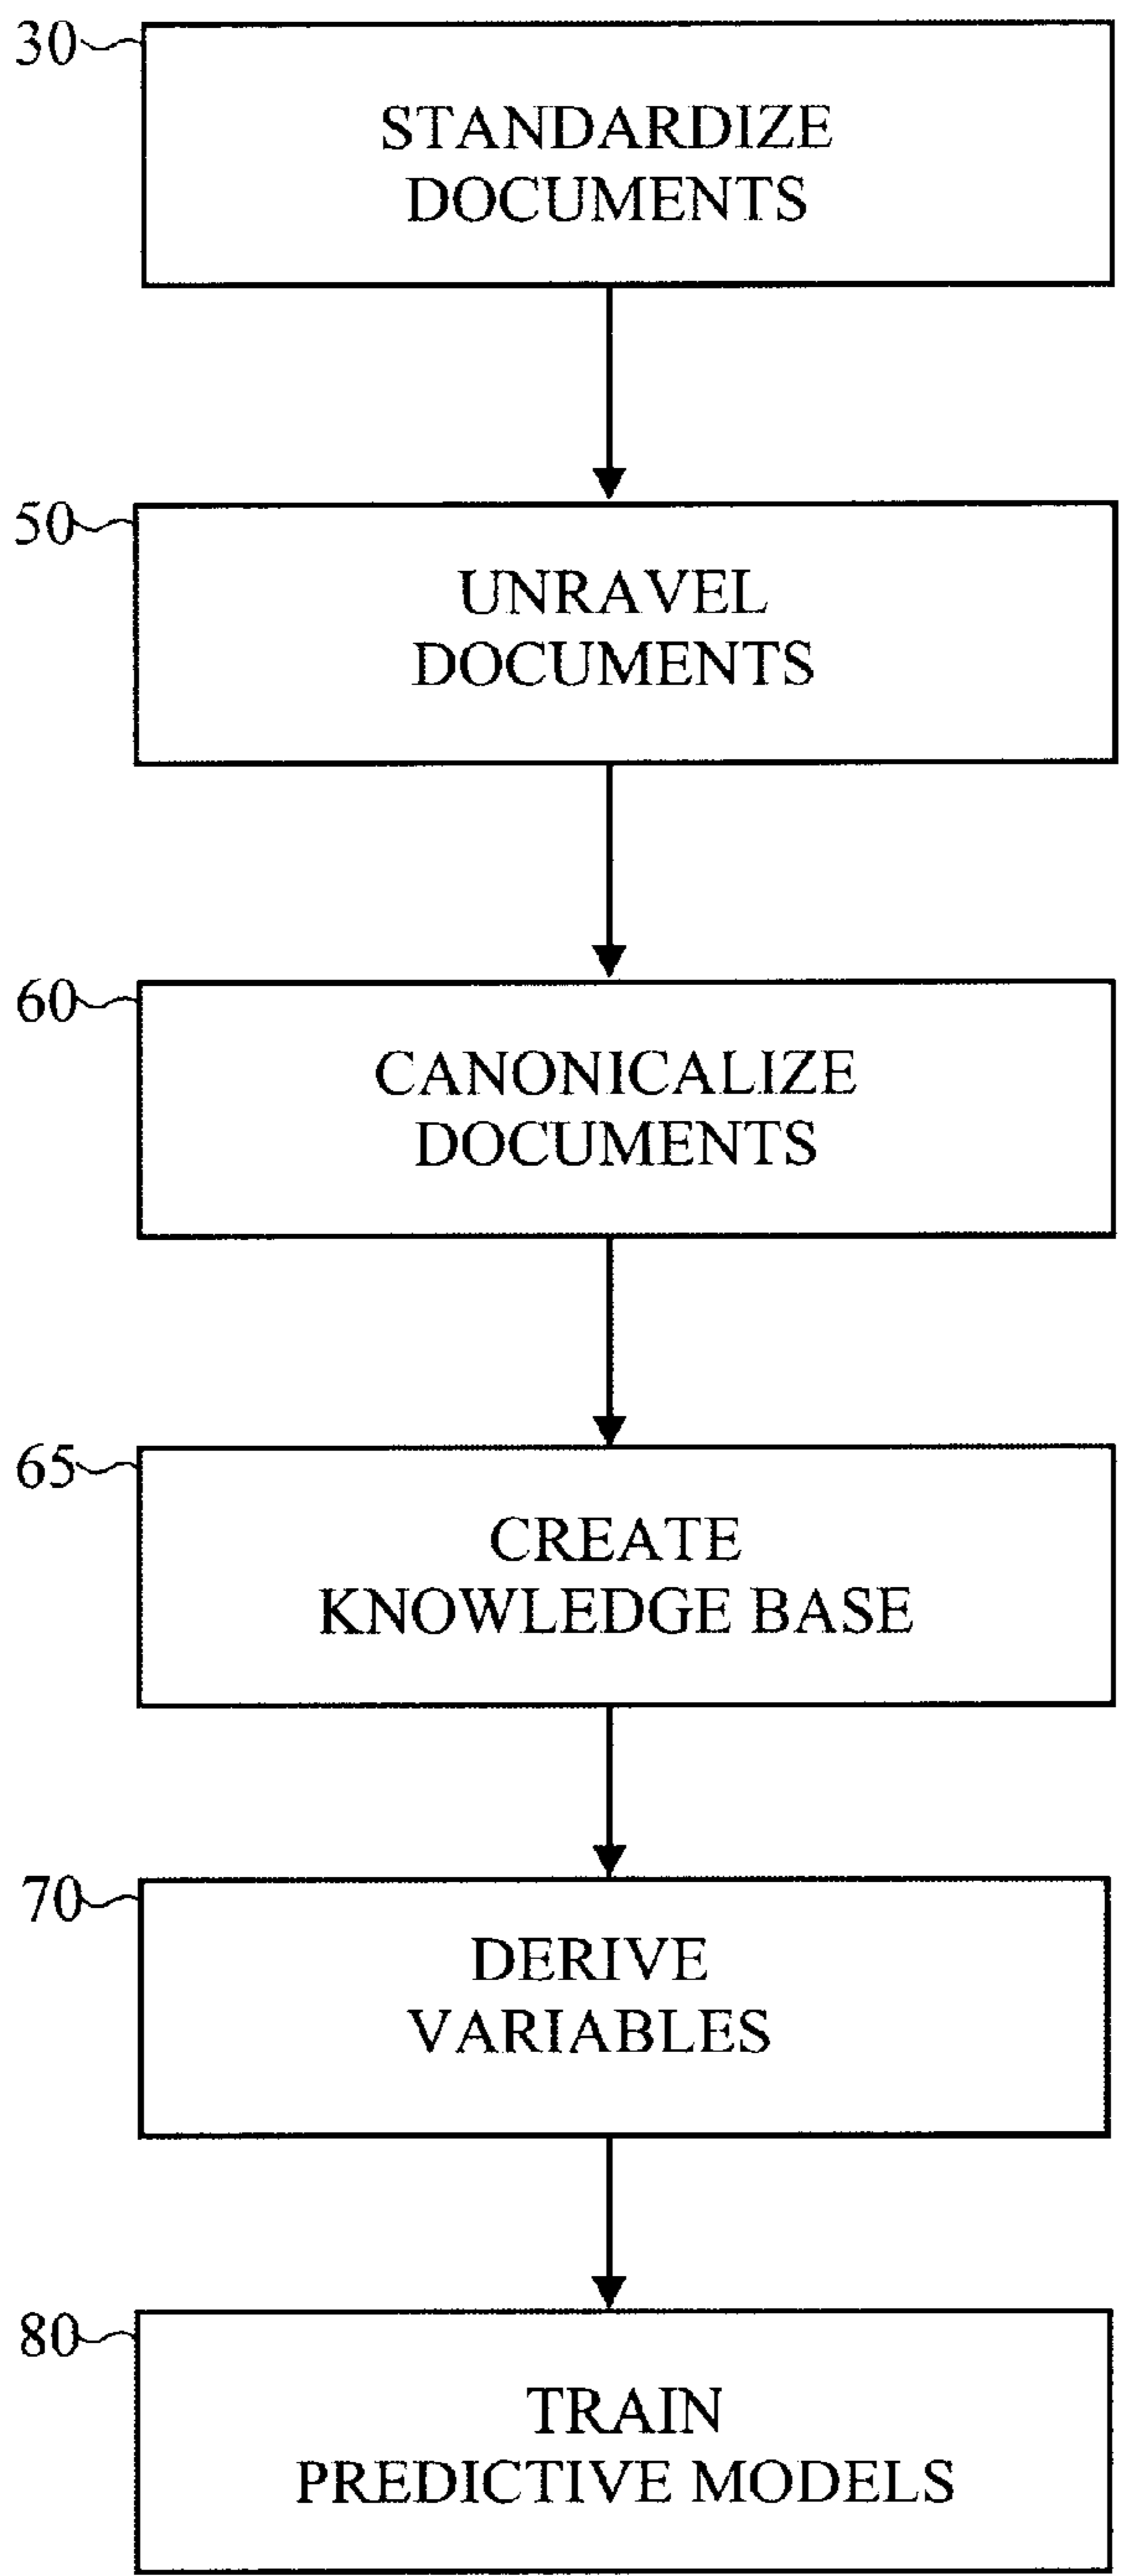 30
STANDARDIZE
DOCUMENTS
50
UNRAVEL
DOCUMENTS
60
CANONICALIZE
DOCUMENTS
65
CREATE
KNOWLEDGE BASE
70
DERIVE
VARIABLES
80
TRAIN
PREDICTIVE MODELS